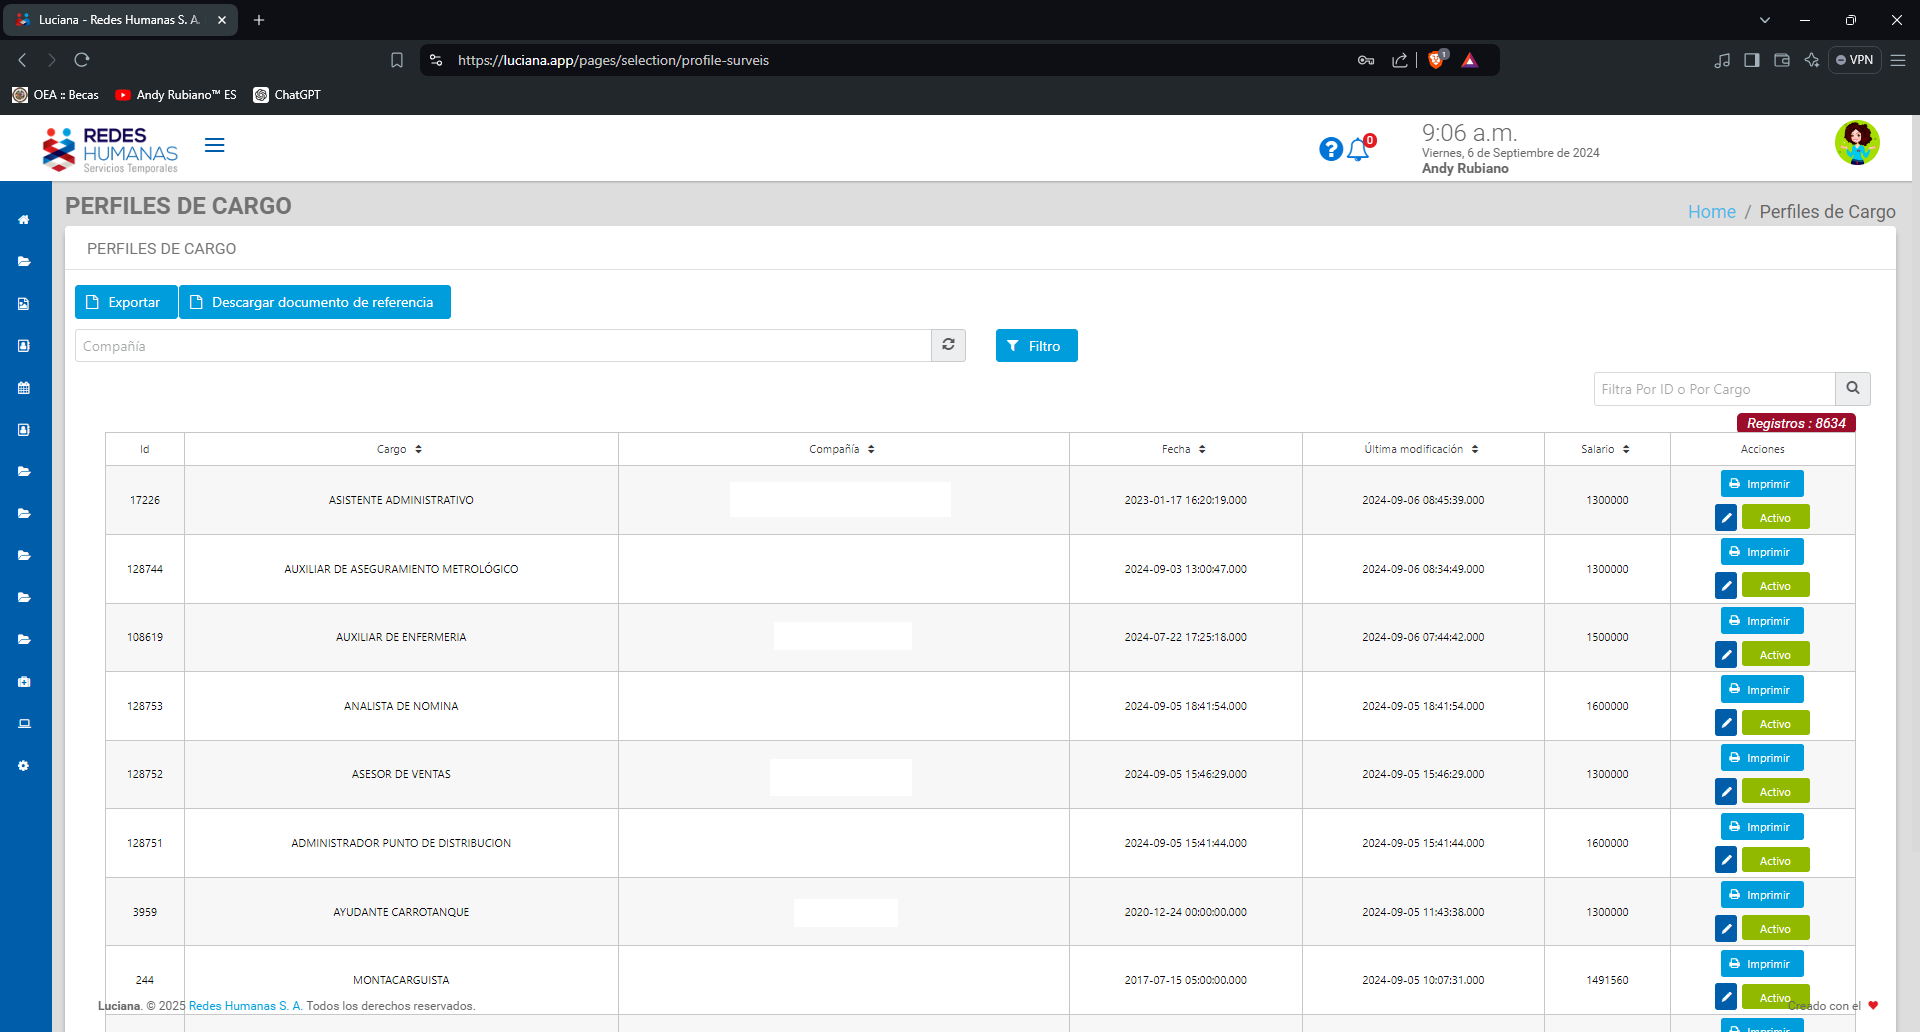 Luciana - Redes Humanas S. A.
https://luciana.app/pages/selection/profile-surveis
1
VPN
OEA :: Becas
Andy Rubiano™ ES
ChatGPT
REDES
HUMANAS
Servicios Temporales
?
0
9:06 a.m.
Viernes, 6 de Septiembre de 2024
Andy Rubiano
PERFILES DE CARGO
Home / Perfiles de Cargo
PERFILES DE CARGO
Exportar
Descargar documento de referencia
Compañía
Filtro
Filtra Por ID o Por Cargo
Registros : 8634
Id Cargo Compañía Fecha Última modificación Salario Acciones
17226 ASISTENTE ADMINISTRATIVO 2023-01-17 16:20:19.000 2024-09-06 08:45:39.000 1300000 Imprimir
Activo
128744 AUXILIAR DE ASEGURAMIENTO METROLÓGICO 2024-09-03 13:00:47.000 2024-09-06 08:34:49.000 1300000 Imprimir
Activo
108619 AUXILIAR DE ENFERMERIA 2024-07-22 17:25:18.000 2024-09-06 07:44:42.000 1500000 Imprimir
Activo
128753 ANALISTA DE NOMINA 2024-09-05 18:41:54.000 2024-09-05 18:41:54.000 1600000 Imprimir
Activo
128752 ASESOR DE VENTAS 2024-09-05 15:46:29.000 2024-09-05 15:46:29.000 1300000 Imprimir
Activo
128751 ADMINISTRADOR PUNTO DE DISTRIBUCION 2024-09-05 15:41:44.000 2024-09-05 15:41:44.000 1600000 Imprimir
Activo
3959 AYUDANTE CARROTANQUE 2020-12-24 00:00:00.000 2024-09-05 11:43:38.000 1300000 Imprimir
Activo
244 MONTACARGUISTA 2017-07-15 05:00:00.000 2024-09-05 10:07:31.000 1491560 Imprimir
Activo
Luciana. © 2025 Redes Humanas S. A. Todos los derechos reservados.
Creado con el
Imprimir